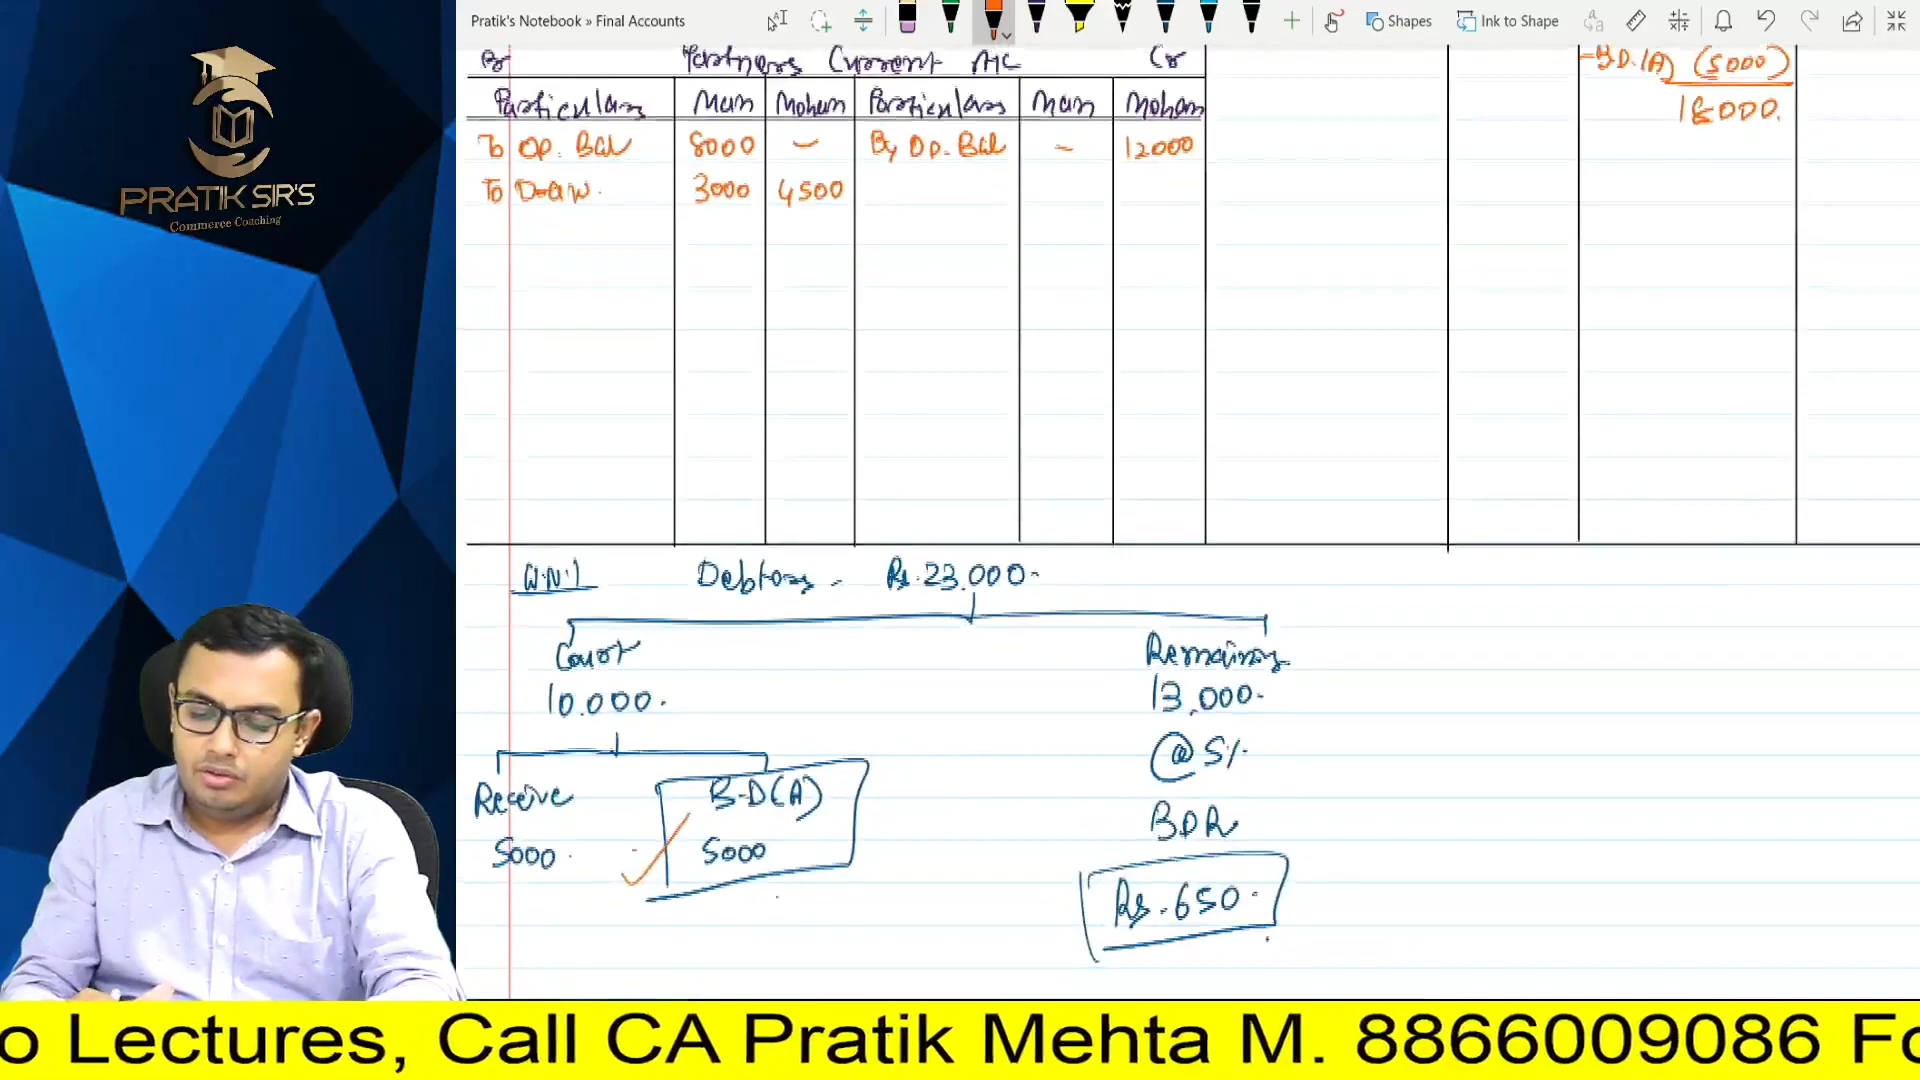 Pratik's Notebook » Final Accounts
Shapes
Ink to Shape
PRATIK SIR'S
Commerce Coaching
Dr Partners Current A/C Cr
Particulars Man Mohan Particulars Man Mohan
To Op. Bal 8000 – By Op. Bal – 12000
To Draw. 3000 4500
-B.D.(A) (5000)
18000.
W.N.1 Debtors - Rs. 23,000-
Court
10,000.
Remaining
13,000-
@ 5%
BDR
Rs. 650-
Receive
5000
B.D(A)
5000
o Lectures, Call CA Pratik Mehta M. 8866009086 Fo